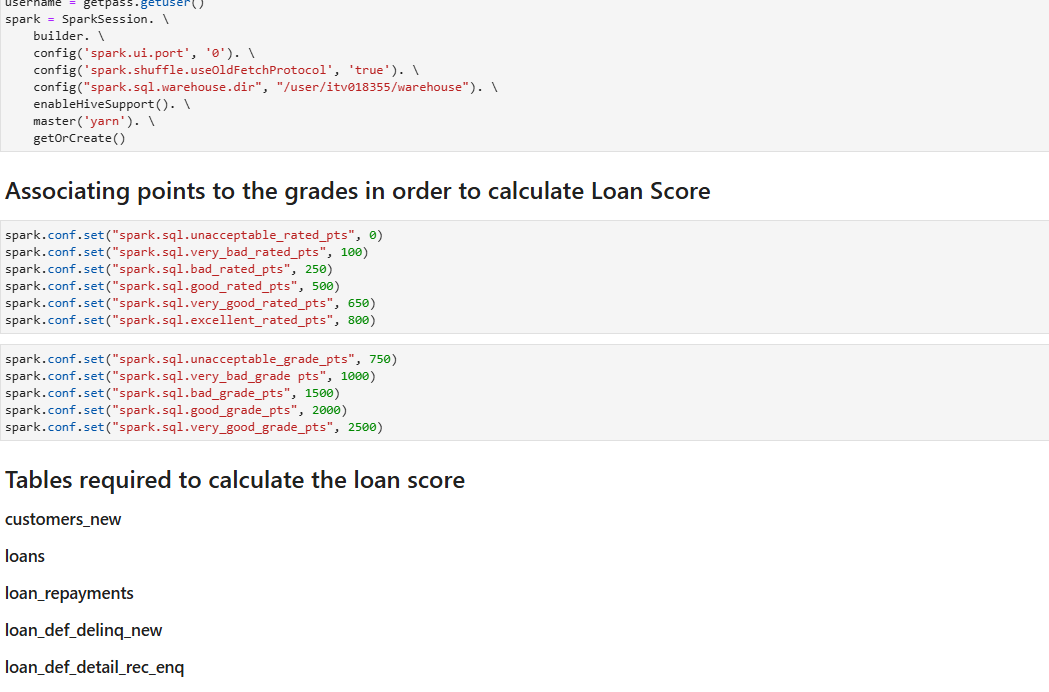 username = getpass.getuser()
spark = SparkSession. \
    builder. \
    config('spark.ui.port', '0'). \
    config('spark.shuffle.useOldFetchProtocol', 'true'). \
    config("spark.sql.warehouse.dir", "/user/itv018355/warehouse"). \
    enableHiveSupport(). \
    master('yarn'). \
    getOrCreate()
Associating points to the grades in order to calculate Loan Score
spark.conf.set("spark.sql.unacceptable_rated_pts", 0)
spark.conf.set("spark.sql.very_bad_rated_pts", 100)
spark.conf.set("spark.sql.bad_rated_pts", 250)
spark.conf.set("spark.sql.good_rated_pts", 500)
spark.conf.set("spark.sql.very_good_rated_pts", 650)
spark.conf.set("spark.sql.excellent_rated_pts", 800)
spark.conf.set("spark.sql.unacceptable_grade_pts", 750)
spark.conf.set("spark.sql.very_bad_grade pts", 1000)
spark.conf.set("spark.sql.bad_grade_pts", 1500)
spark.conf.set("spark.sql.good_grade_pts", 2000)
spark.conf.set("spark.sql.very_good_grade_pts", 2500)
Tables required to calculate the loan score
customers_new
loans
loan_repayments
loan_def_delinq_new
loan_def_detail_rec_enq